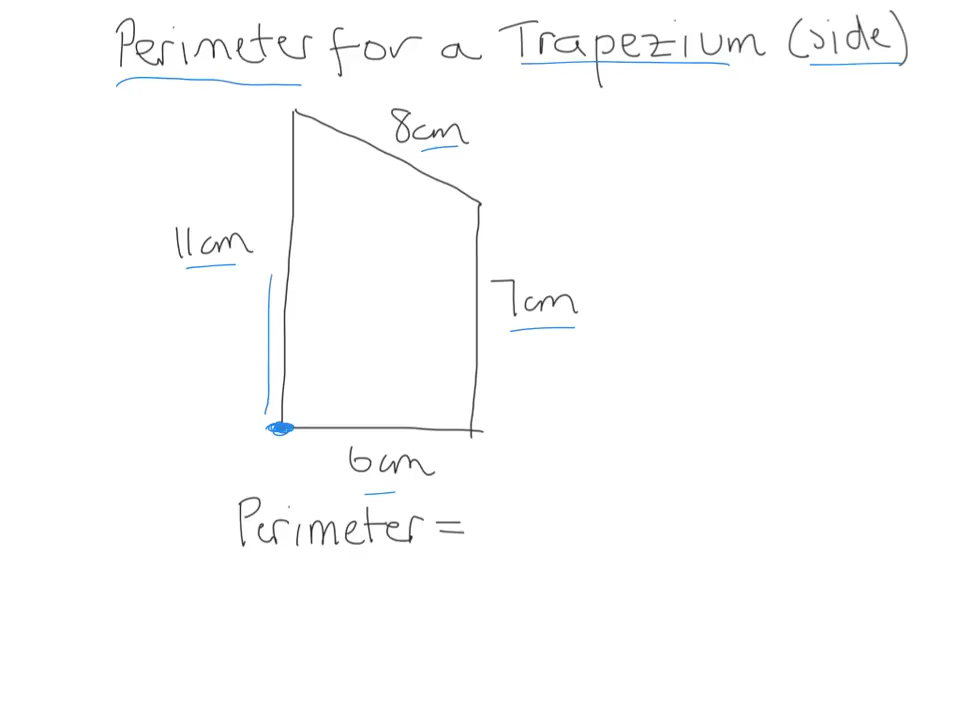 Perimeter for a Trapezium (side)
8cm
11cm
7cm
6cm
Perimeter =